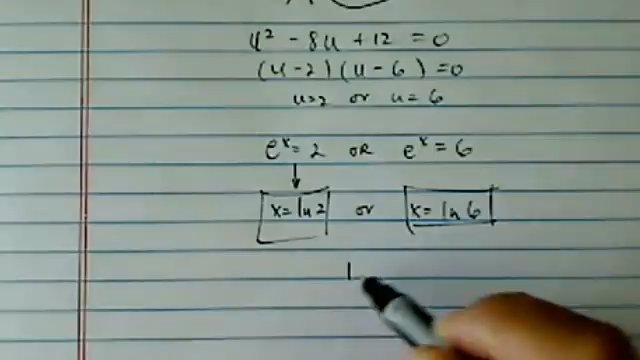 u² - 8u + 12 = 0
(u - 2)(u - 6) = 0
u=2 or u=6
eˣ = 2 OR eˣ = 6
x = ln 2 or x = ln 6